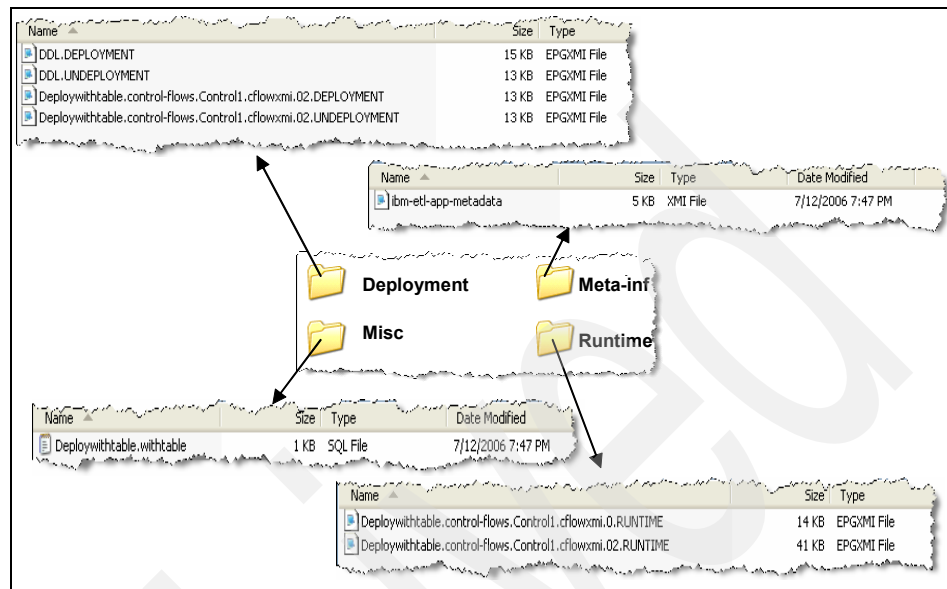 Name Size Type
DDL.DEPLOYMENT 15 KB EPGXMI File
DDL.UNDEPLOYMENT 13 KB EPGXMI File
Deploywithtable.control-flows.Control1.cflowxmi.02.DEPLOYMENT 13 KB EPGXMI File
Deploywithtable.control-flows.Control1.cflowxmi.02.UNDEPLOYMENT 13 KB EPGXMI File
Name Size Type Date Modified
ibm-etl-app-metadata 5 KB XMI File 7/12/2006 7:47 PM
Deployment Meta-inf
Misc Runtime
Name Size Type Date Modified
Deploywithtable.withtable 1 KB SQL File 7/12/2006 7:47 PM
Name Size Type
Deploywithtable.control-flows.Control1.cflowxmi.0.RUNTIME 14 KB EPGXMI File
Deploywithtable.control-flows.Control1.cflowxmi.02.RUNTIME 41 KB EPGXMI File